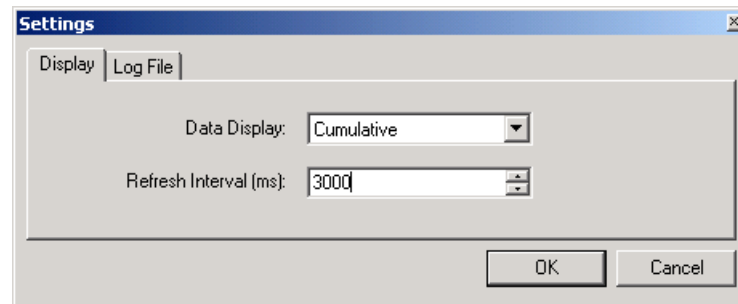 Settings
Display Log File
Data Display: Cumulative
Refresh Interval (ms): 3000
OK Cancel